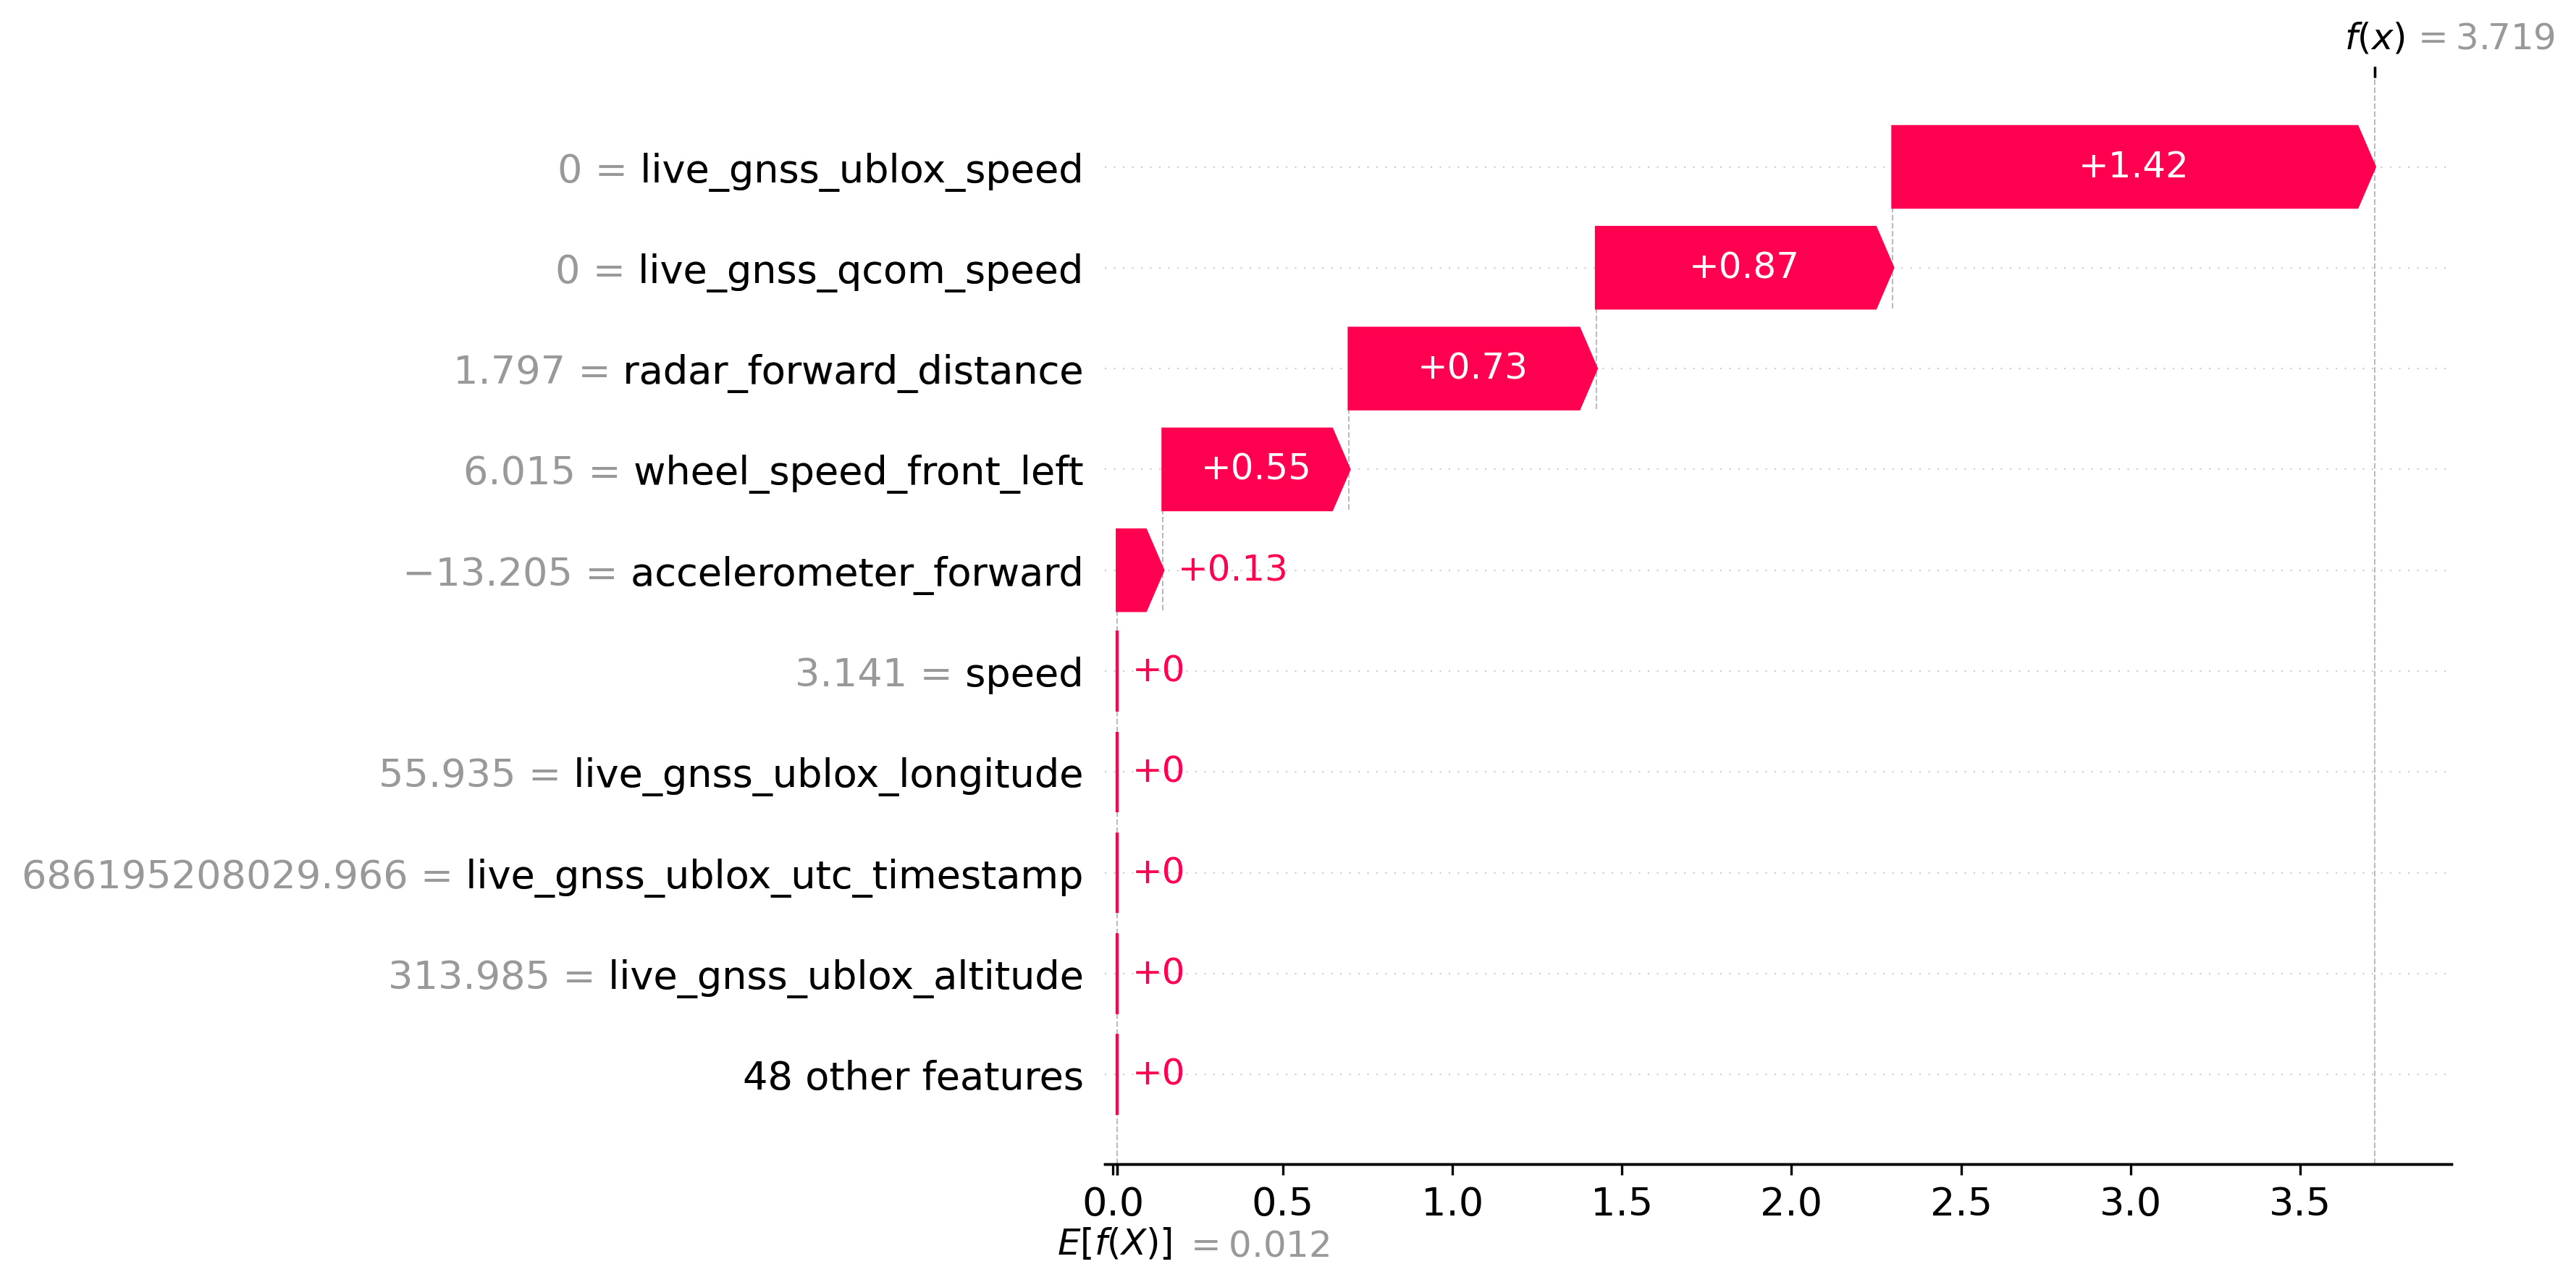 f(x) = 3.719
0 = live_gnss_ublox_speed +1.42
0 = live_gnss_qcom_speed +0.87
1.797 = radar_forward_distance +0.73
6.015 = wheel_speed_front_left +0.55
−13.205 = accelerometer_forward +0.13
3.141 = speed +0
55.935 = live_gnss_ublox_longitude +0
686195208029.966 = live_gnss_ublox_utc_timestamp +0
313.985 = live_gnss_ublox_altitude +0
48 other features +0
0.0 0.5 1.0 1.5 2.0 2.5 3.0 3.5
E[f(X)] = 0.012